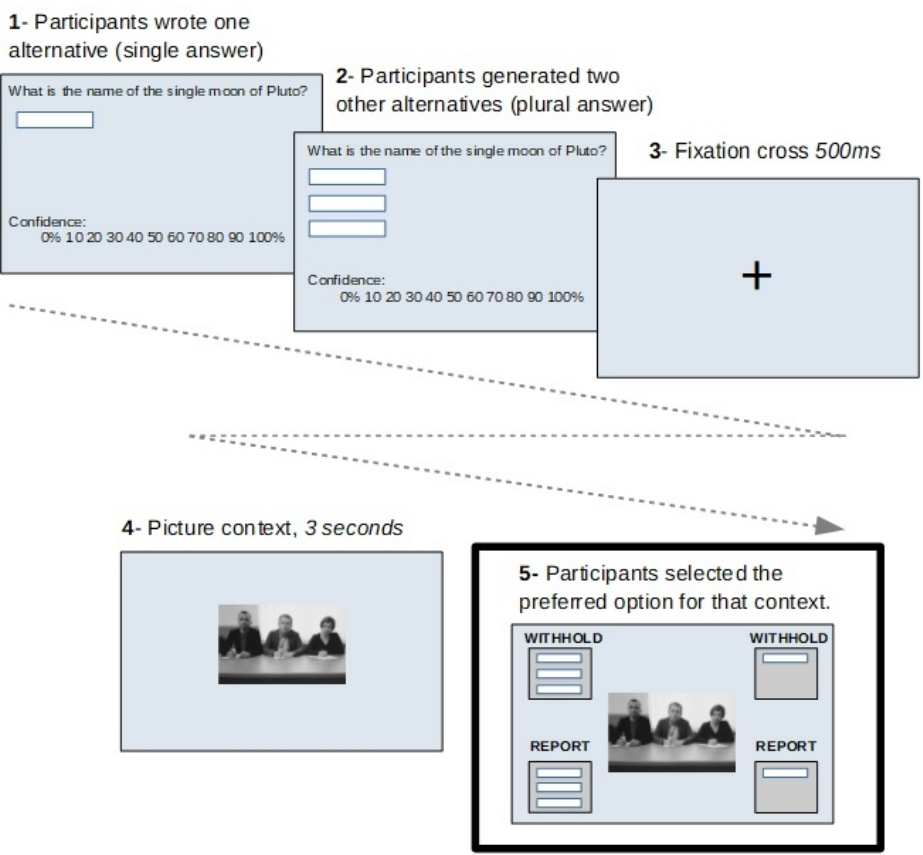 1- Participants wrote one
alternative (single answer)
What is the name of the single moon of Pluto?
Confidence:
0% 10 20 30 40 50 60 70 80 90 100%
2- Participants generated two
other alternatives (plural answer)
What is the name of the single moon of Pluto?
Confidence:
0% 10 20 30 40 50 60 70 80 90 100%
3- Fixation cross 500ms
+
4- Picture context, 3 seconds
5- Participants selected the
preferred option for that context.
WITHHOLD WITHHOLD
REPORT REPORT